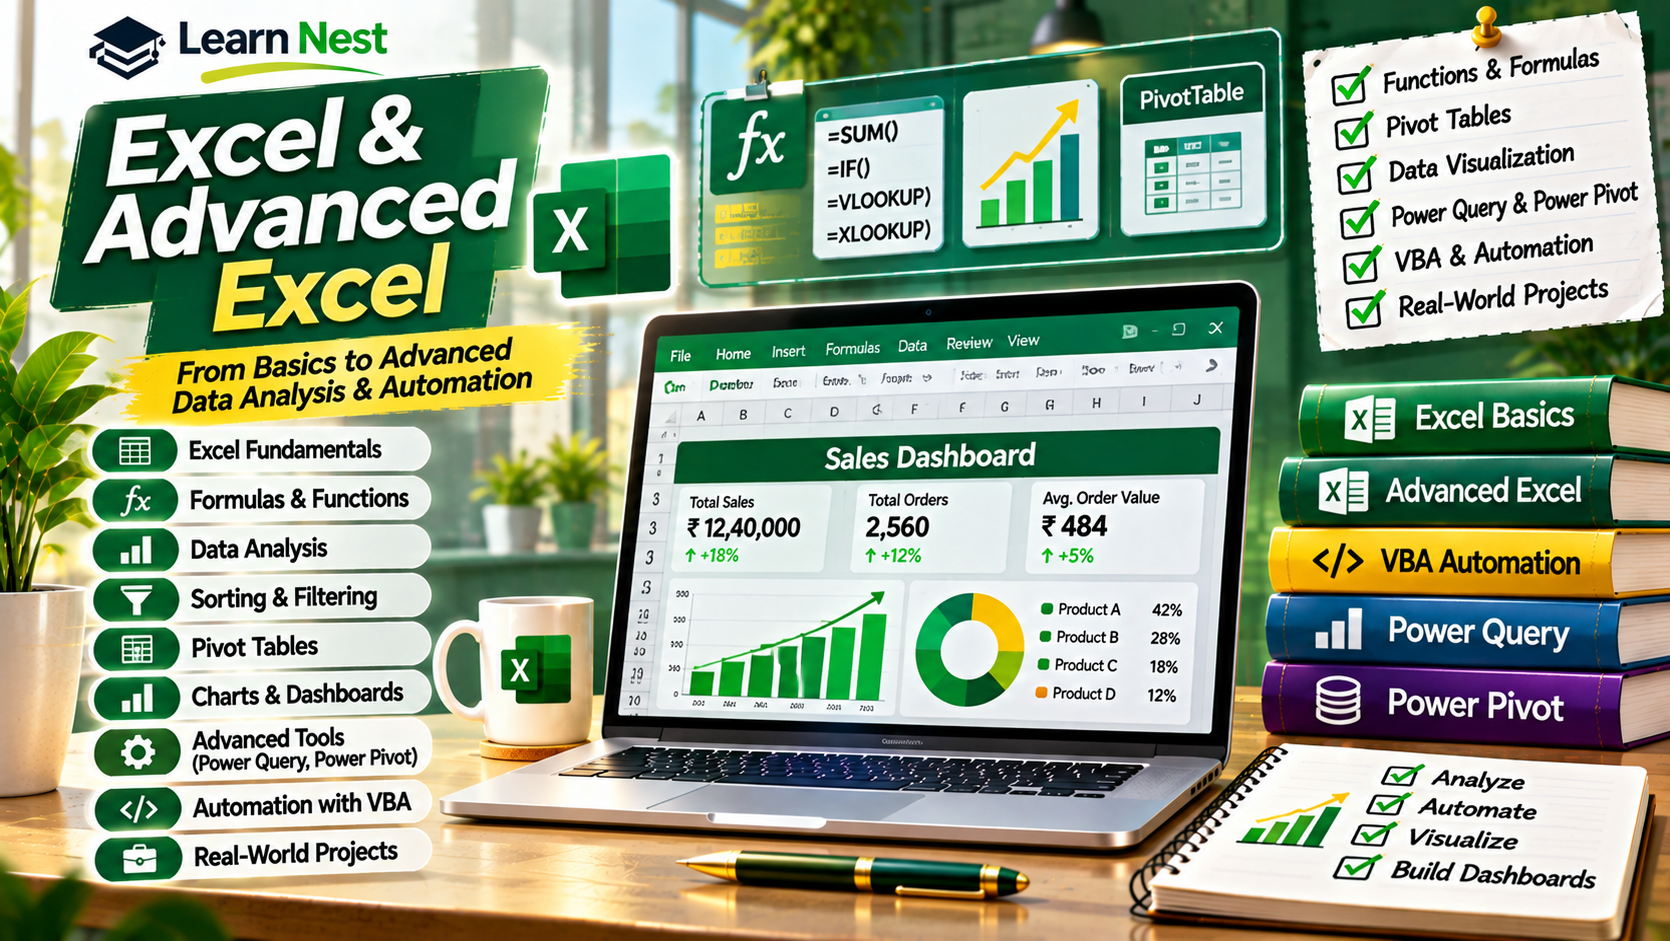 Learn Nest
Excel &
Advanced
Excel
From Basics to Advanced
Data Analysis & Automation
Excel Fundamentals
fx
Formulas & Functions
Data Analysis
Sorting & Filtering
Pivot Tables
Charts & Dashboards
Advanced Tools
(Power Query, Power Pivot)
</>
Automation with VBA
Real-World Projects
X
fx
=SUM()
=IF()
=VLOOKUP)
=XLOOKUP)
PivotTable
Functions & Formulas
Pivot Tables
Data Visualization
Power Query & Power Pivot
VBA & Automation
Real-World Projects
File Home Insert Formulas Data Review View
A B C D F F G H I J
Sales Dashboard
Total Sales
₹ 12,40,000
↑ +18%
Total Orders
2,560
↑ +12%
Avg. Order Value
₹ 484
↑ +5%
Product A 42%
Product B 28%
Product C 18%
Product D 12%
X
X Excel Basics
X Advanced Excel
</> VBA Automation
Power Query
Power Pivot
Analyze
Automate
Visualize
Build Dashboards